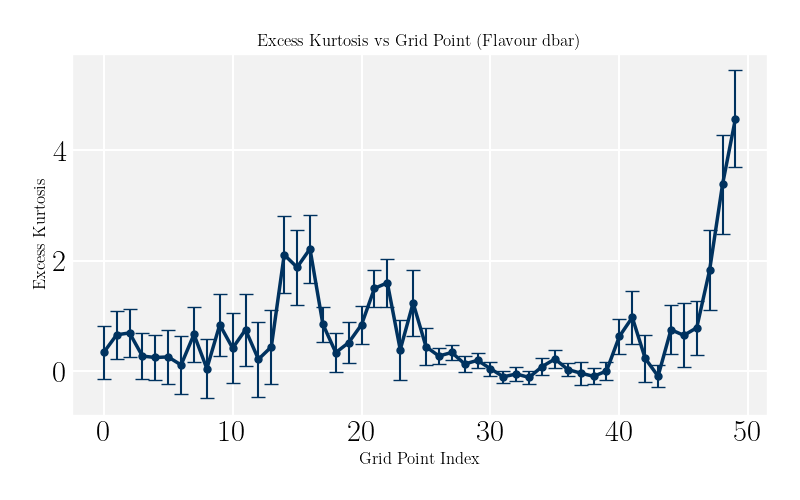 Excess Kurtosis vs Grid Point (Flavour dbar)
Excess Kurtosis
4
2
0
0 10 20 30 40 50
Grid Point Index